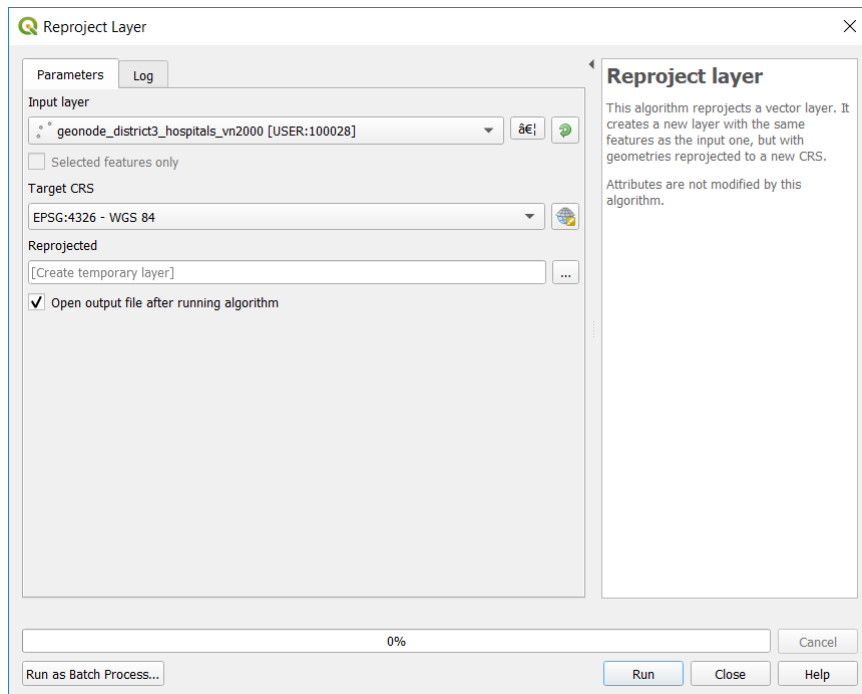 Reproject Layer
Parameters
Log
Input layer
geonode_district3_hospitals_vn2000 [USER:100028]
â€¦
Selected features only
Target CRS
EPSG:4326 - WGS 84
Reprojected
[Create temporary layer]
...
Open output file after running algorithm
Reproject layer
This algorithm reprojects a vector layer. It
creates a new layer with the same
features as the input one, but with
geometries reprojected to a new CRS.
Attributes are not modified by this
algorithm.
0%
Cancel
Run as Batch Process...
Run
Close
Help